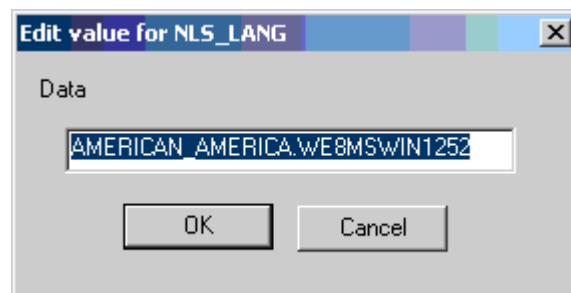 Edit value for NLS_LANG
Data
AMERICAN_AMERICA.WE8MSWIN1252
OK
Cancel